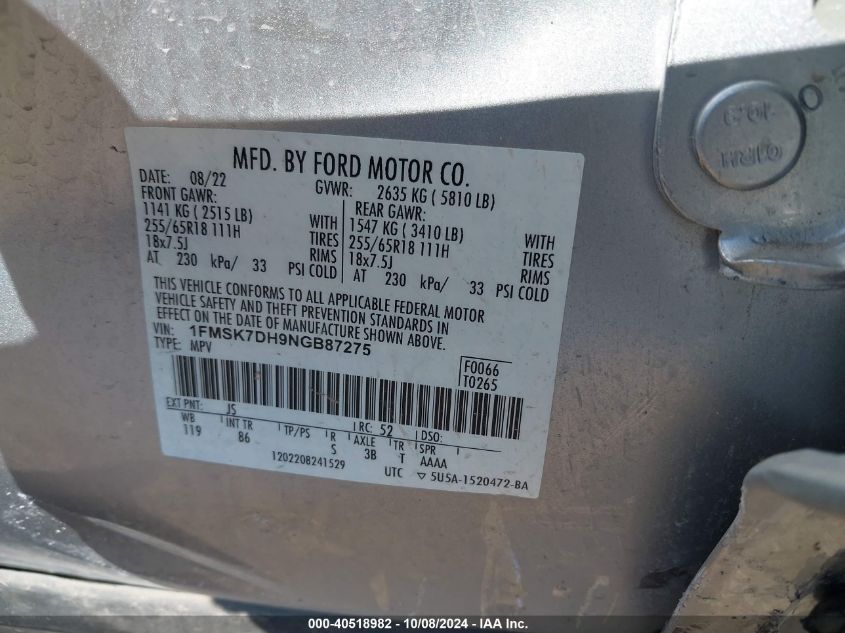 MFD. BY FORD MOTOR CO.
DATE: 08/22 GVWR: 2635 KG ( 5810 LB)
FRONT GAWR: REAR GAWR:
1141 KG ( 2515 LB) WITH 1547 KG ( 3410 LB) WITH
255/65R18 111H TIRES 255/65R18 111H TIRES
18x7.5J RIMS 18x7.5J RIMS
AT 230 kPa/ 33 PSI COLD AT 230 kPa/ 33 PSI COLD
THIS VEHICLE CONFORMS TO ALL APPLICABLE FEDERAL MOTOR
VEHICLE SAFETY AND THEFT PREVENTION STANDARDS IN
EFFECT ON THE DATE OF MANUFACTURE SHOWN ABOVE.
VIN: 1FMSK7DH9NGB87275
TYPE: MPV
F0066
T0265
EXT PNT: JS RC: 52 DSO:
WB INT TR TP/PS R AXLE TR SPR
119 86 S 3B T AAAA
1202208241529 UTC ▽ 5U5A-1520472-BA
000-40518982 - 10/08/2024 - IAA Inc.